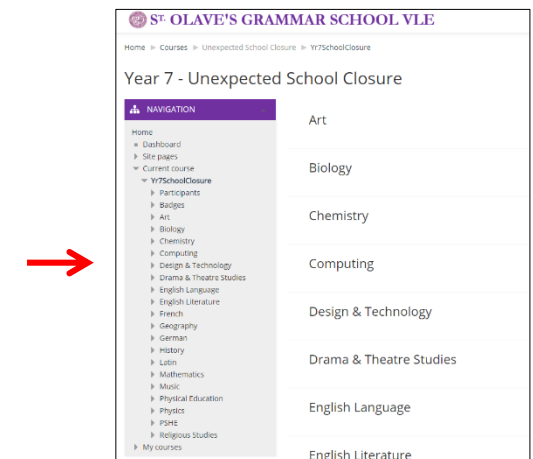 ST. OLAVE'S GRAMMAR SCHOOL VLE
Home ► Courses ► Unexpected School Closure ► Yr7SchoolClosure
Year 7 - Unexpected School Closure
NAVIGATION
Home
Dashboard
Site pages
Current course
Yr7SchoolClosure
Participants
Badges
Art
Biology
Chemistry
Computing
Design & Technology
Drama & Theatre Studies
English Language
English Literature
French
Geography
German
History
Latin
Mathematics
Music
Physical Education
Physics
PSHE
Religious Studies
My courses
Art
Biology
Chemistry
Computing
Design & Technology
Drama & Theatre Studies
English Language
English Literature